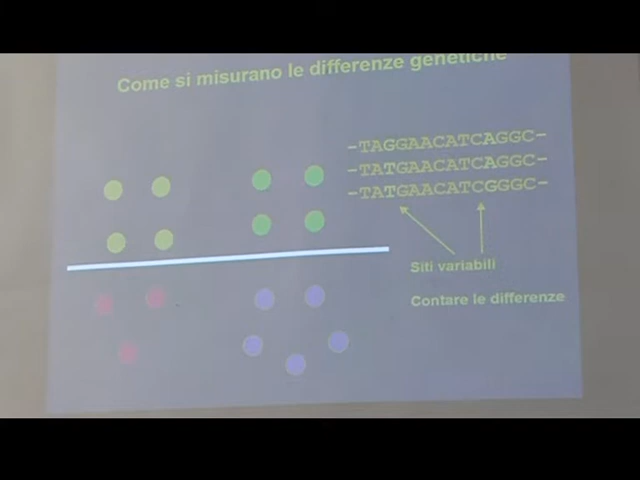 Come si misurano le differenze genetiche
-TAGGAACATCAGGC-
-TATGAACATCAGGC-
-TATGAACATCGGGC-
Siti variabili
Contare le differenze